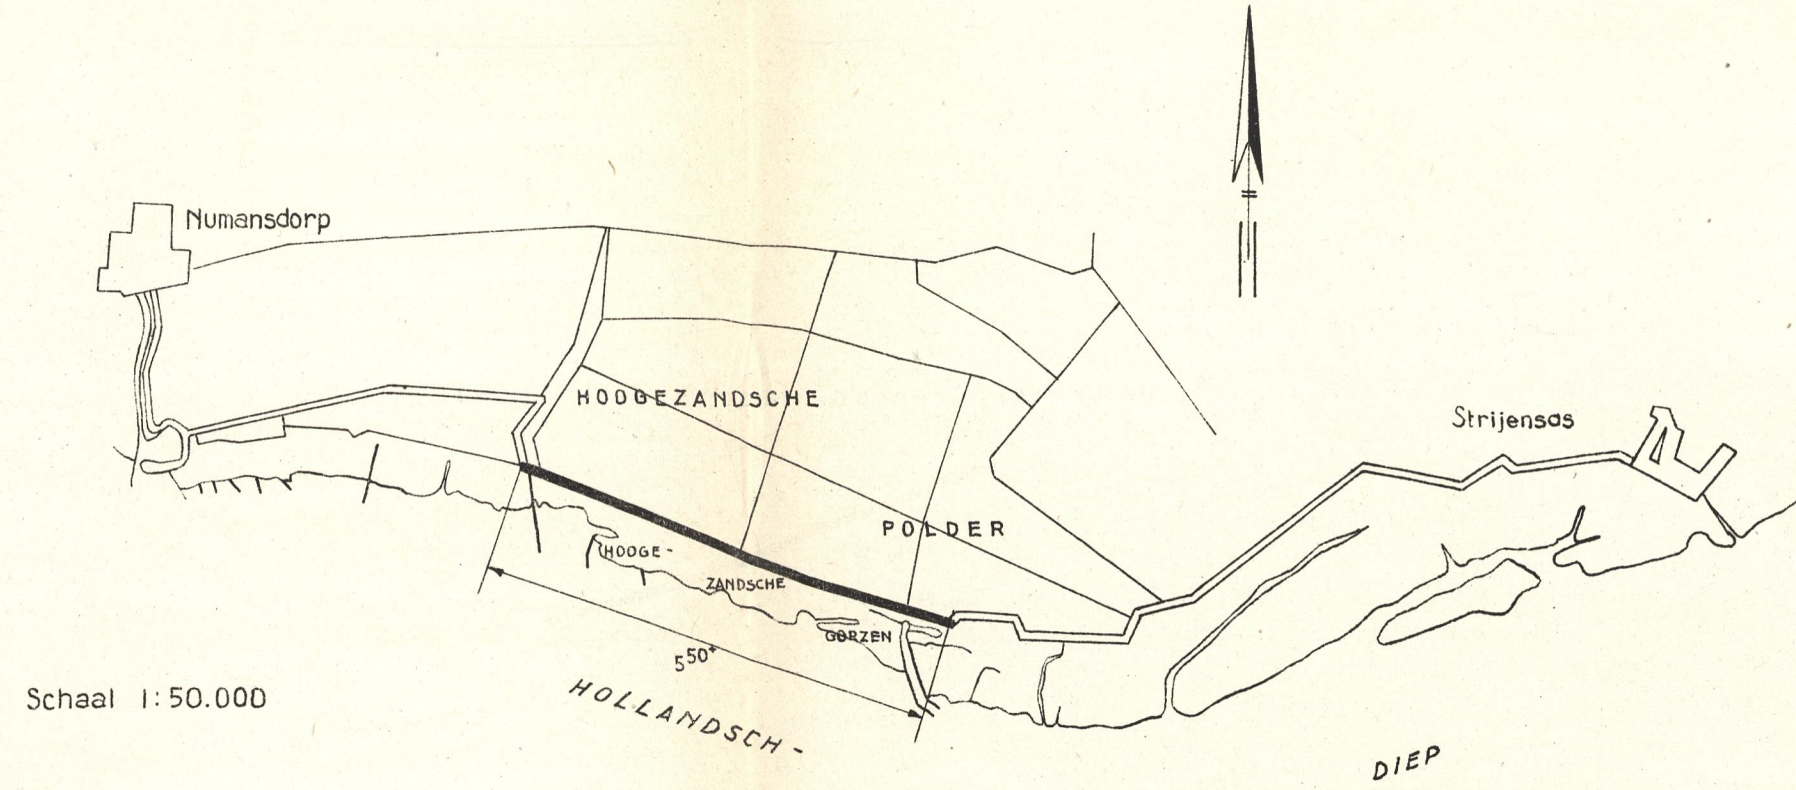 Numansdorp
HOOGEZANDSCHE
Strijensas
POLDER
HOOGE-
ZANDSCHE
GORZEN
5⁵⁰⁺
Schaal 1:50.000
HOLLANDSCH-
DIEP